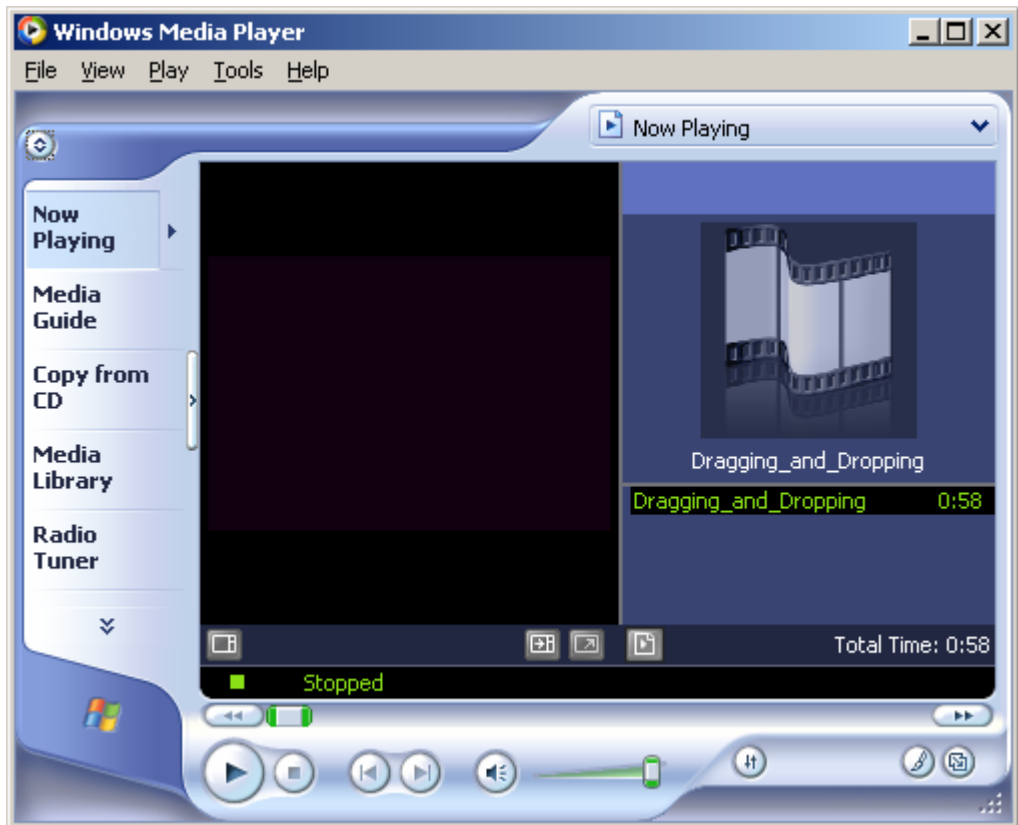 Windows Media Player
File View Play Tools Help
Now Playing
Now
Playing
Media
Guide
Copy from
CD
Media
Library
Radio
Tuner
Dragging_and_Dropping
Dragging_and_Dropping 0:58
Total Time: 0:58
Stopped